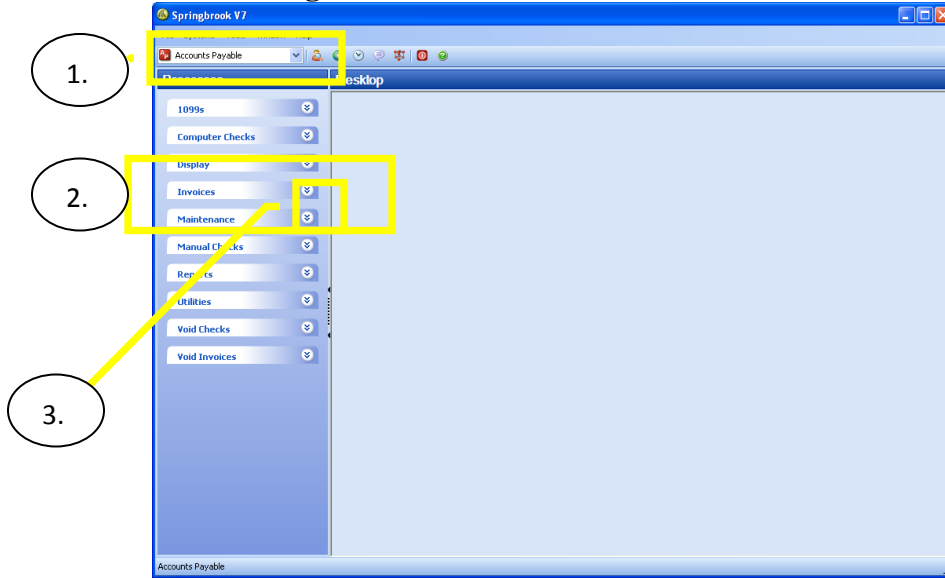 Springbrook V7
1.
Accounts Payable
Desktop
1099s
Computer Checks
Display
2.
Invoices
Maintenance
Manual Checks
Reports
Utilities
Void Checks
Void Invoices
3.
Accounts Payable